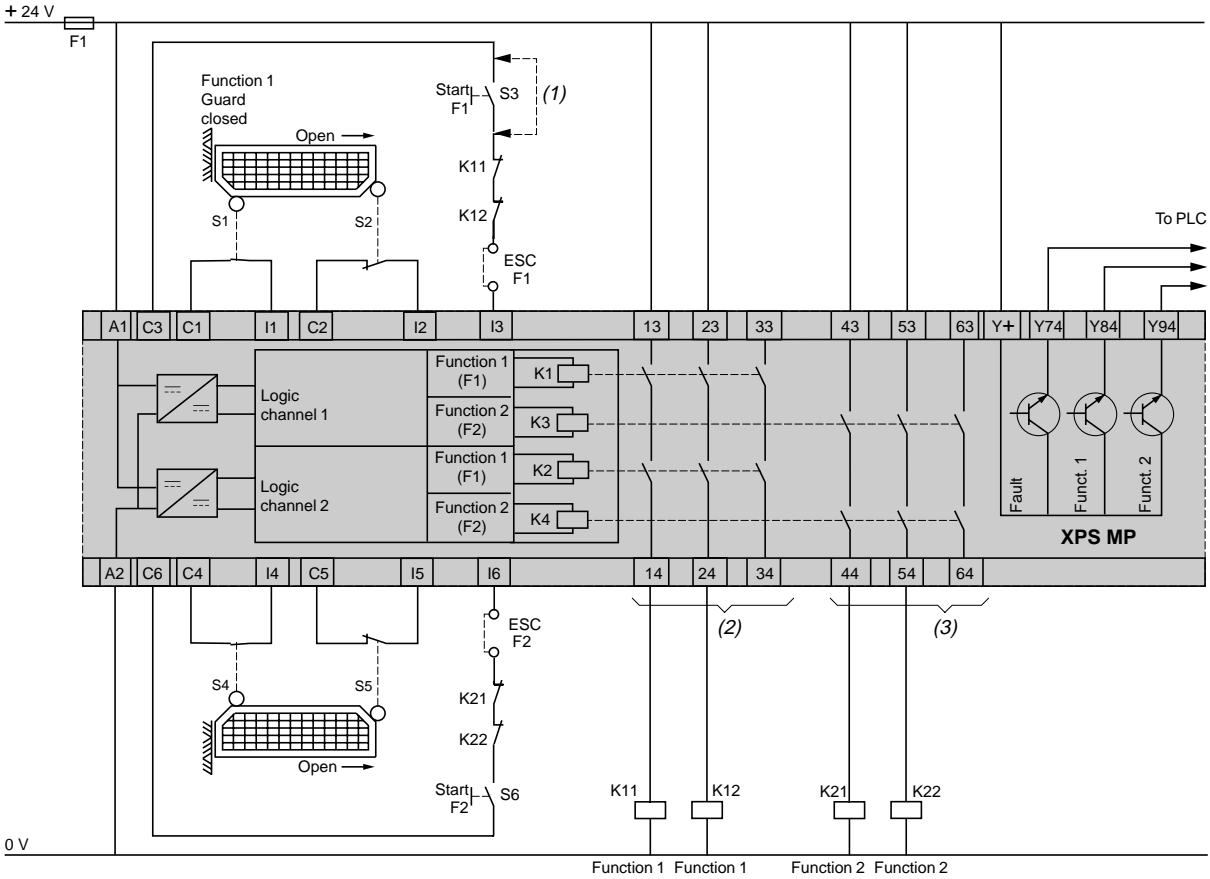 + 24 V
F1
Function 1
Guard
closed
Open
S1
S2
Start
F1
S3
(1)
K11
K12
ESC
F1
To PLC
A1 C3 C1 I1 C2 I2 I3 13 23 33 43 53 63 Y+ Y74 Y84 Y94
Logic
channel 1
Function 1
(F1)
K1
Function 2
(F2)
K3
Logic
channel 2
Function 1
(F1)
K2
Function 2
(F2)
K4
Fault
Funct. 1
Funct. 2
XPS MP
A2 C6 C4 I4 C5 I5 I6 14 24 34 44 54 64
(2)
(3)
ESC
F2
S4
S5
K21
K22
Open
Start
F2
S6
K11
K12
K21
K22
0 V
Function 1 Function 1 Function 2 Function 2